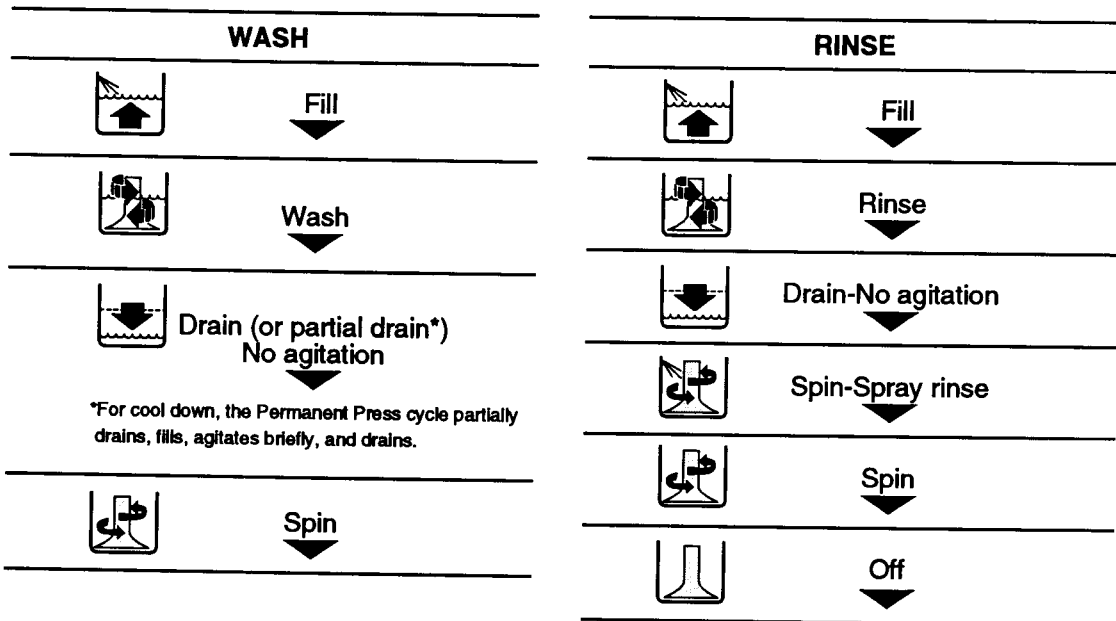 WASH
Fill
Wash
Drain (or partial drain*)
No agitation
*For cool down, the Permanent Press cycle partially
drains, fills, agitates briefly, and drains.
Spin
RINSE
Fill
Rinse
Drain-No agitation
Spin-Spray rinse
Spin
Off